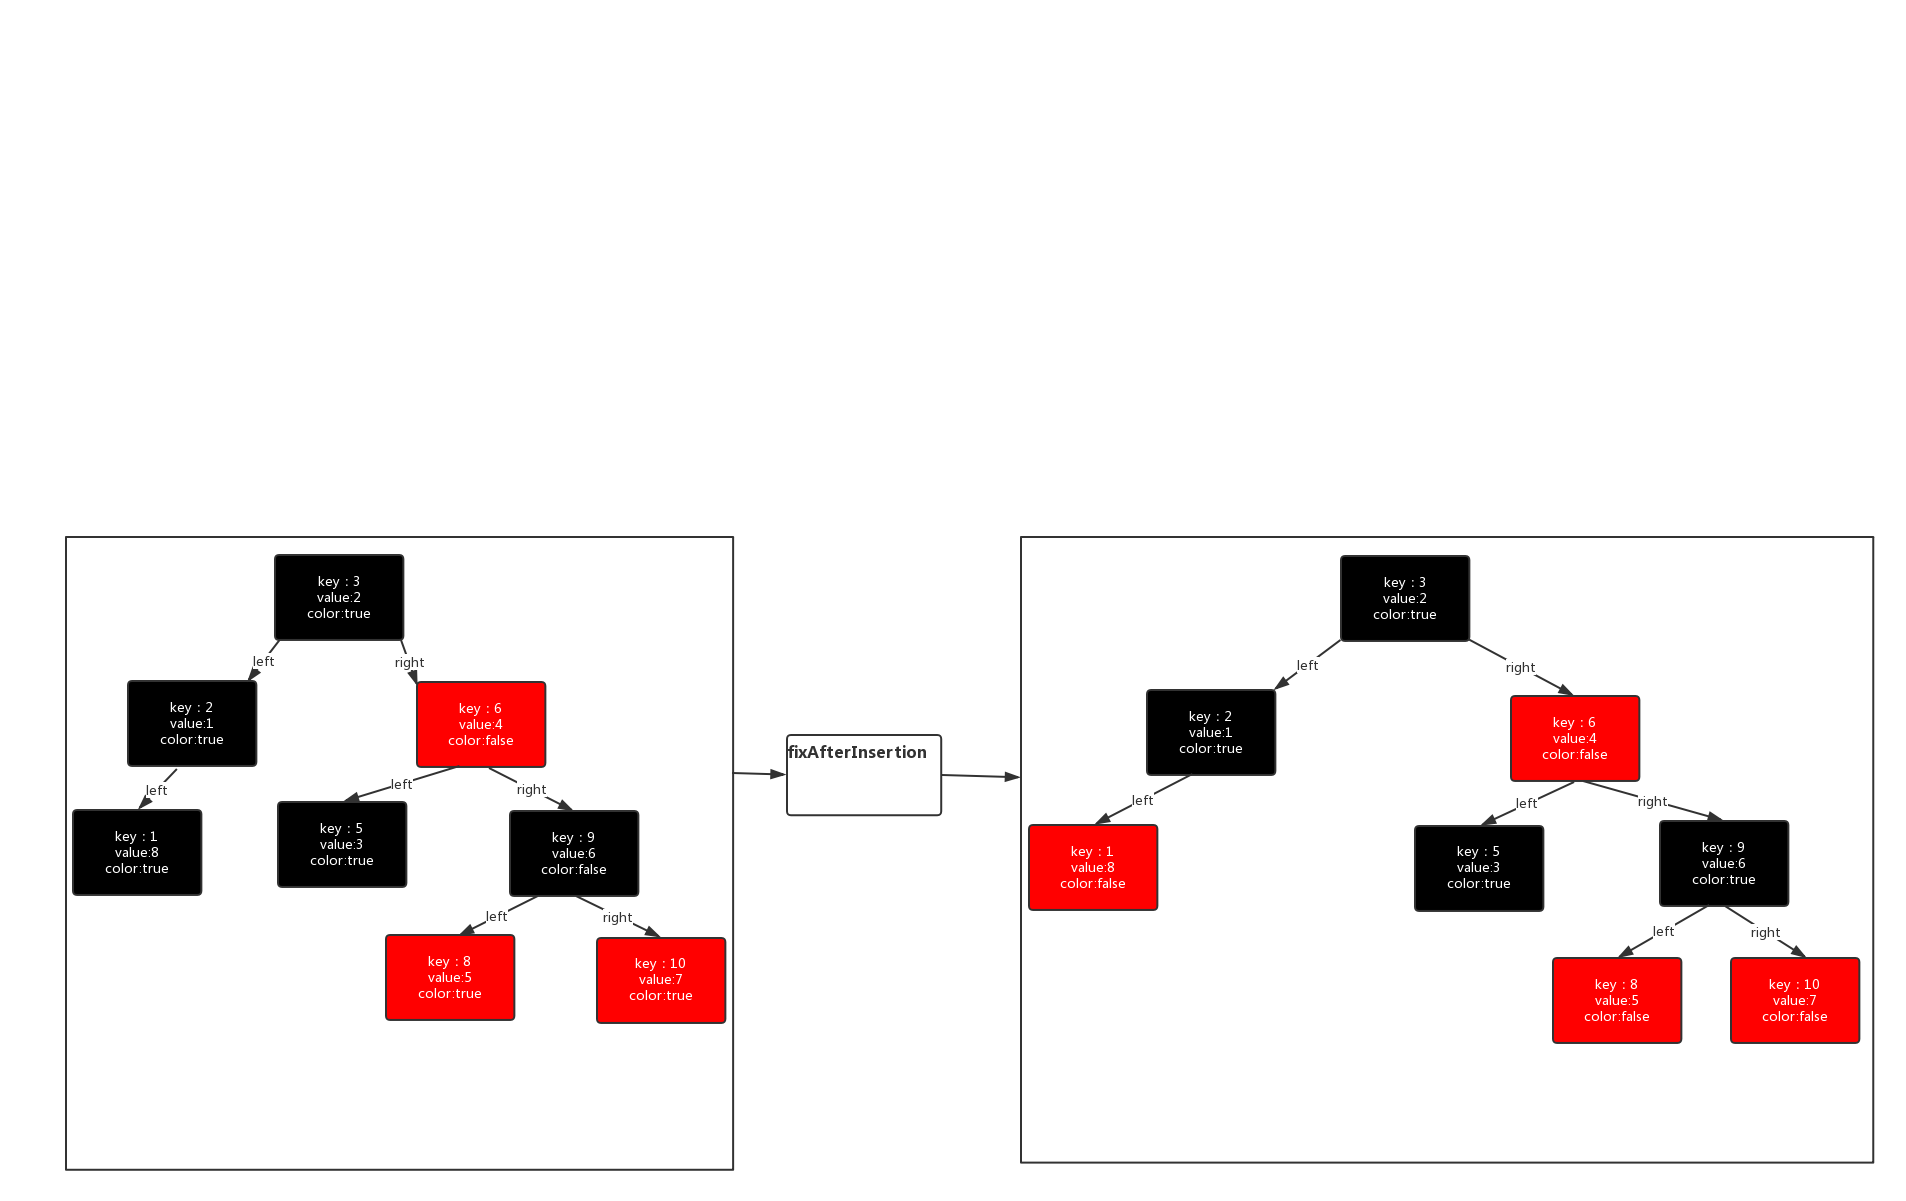 key : 3
value:2
color:true
left
right
key : 2
value:1
color:true
key : 6
value:4
color:false
left
left
right
key : 1
value:8
color:true
key : 5
value:3
color:true
key : 9
value:6
color:false
left
right
key : 8
value:5
color:true
key : 10
value:7
color:true
fixAfterInsertion
key : 3
value:2
color:true
left
right
key : 2
value:1
color:true
key : 6
value:4
color:false
left
left
right
key : 1
value:8
color:false
key : 5
value:3
color:true
key : 9
value:6
color:true
left
right
key : 8
value:5
color:false
key : 10
value:7
color:false